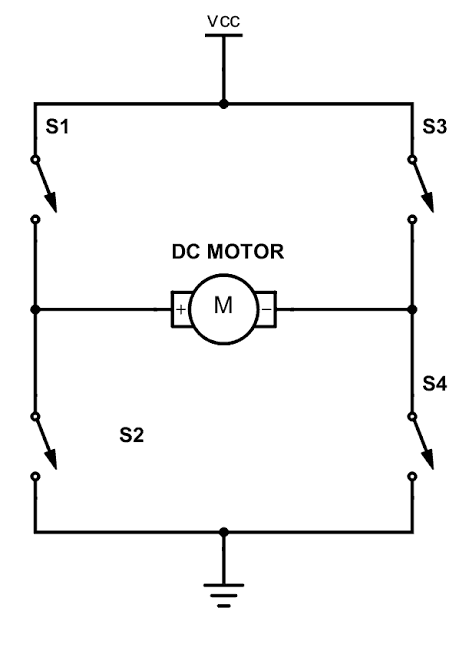 VCC
S1
S3
DC MOTOR
+ M −
S4
S2